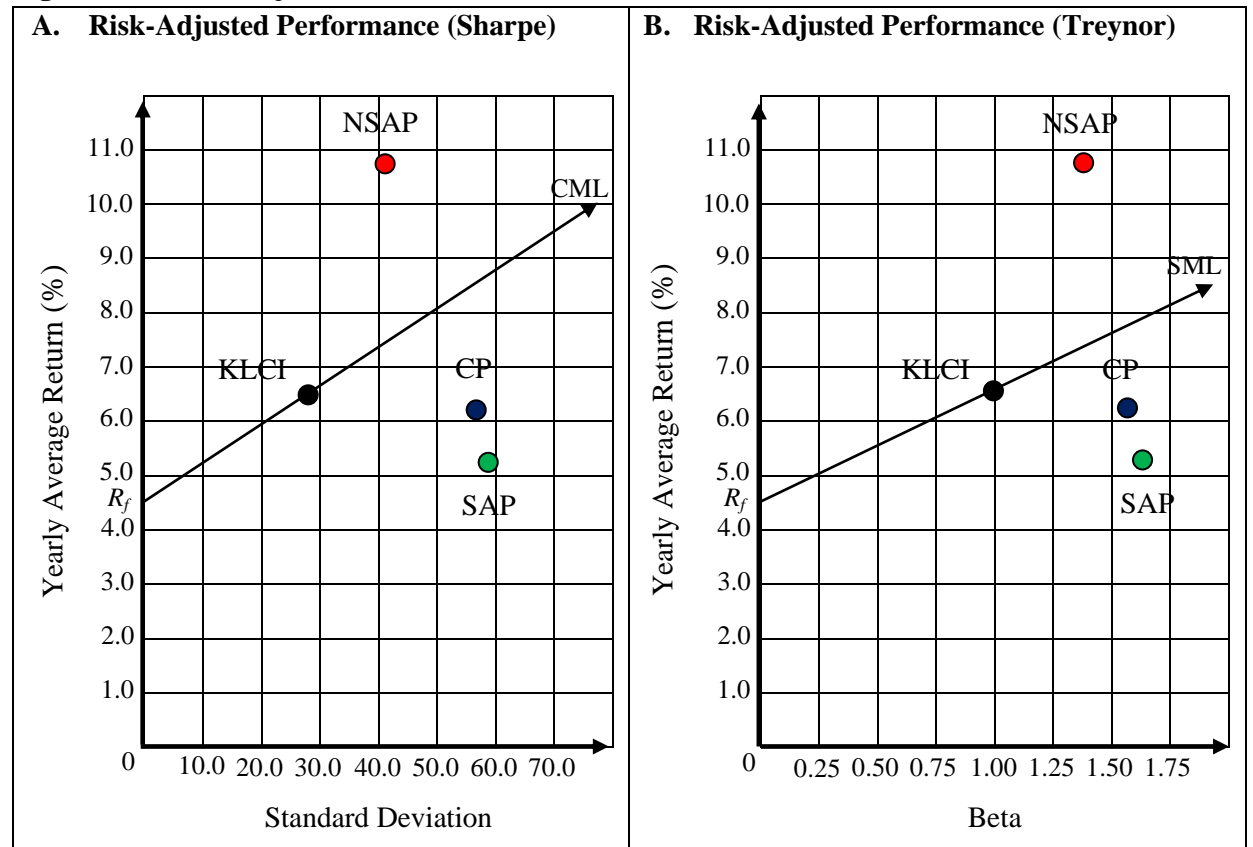 A. Risk-Adjusted Performance (Sharpe)
NSAP
CML
KLCI
CP
SAP
11.0
10.0
9.0
8.0
7.0
6.0
5.0
Rf
4.0
3.0
2.0
1.0
0
10.0 20.0 30.0 40.0 50.0 60.0 70.0
Yearly Average Return (%)
Standard Deviation
B. Risk-Adjusted Performance (Treynor)
NSAP
SML
KLCI
CP
SAP
11.0
10.0
9.0
8.0
7.0
6.0
5.0
Rf
4.0
3.0
2.0
1.0
0
0.25 0.50 0.75 1.00 1.25 1.50 1.75
Yearly Average Return (%)
Beta